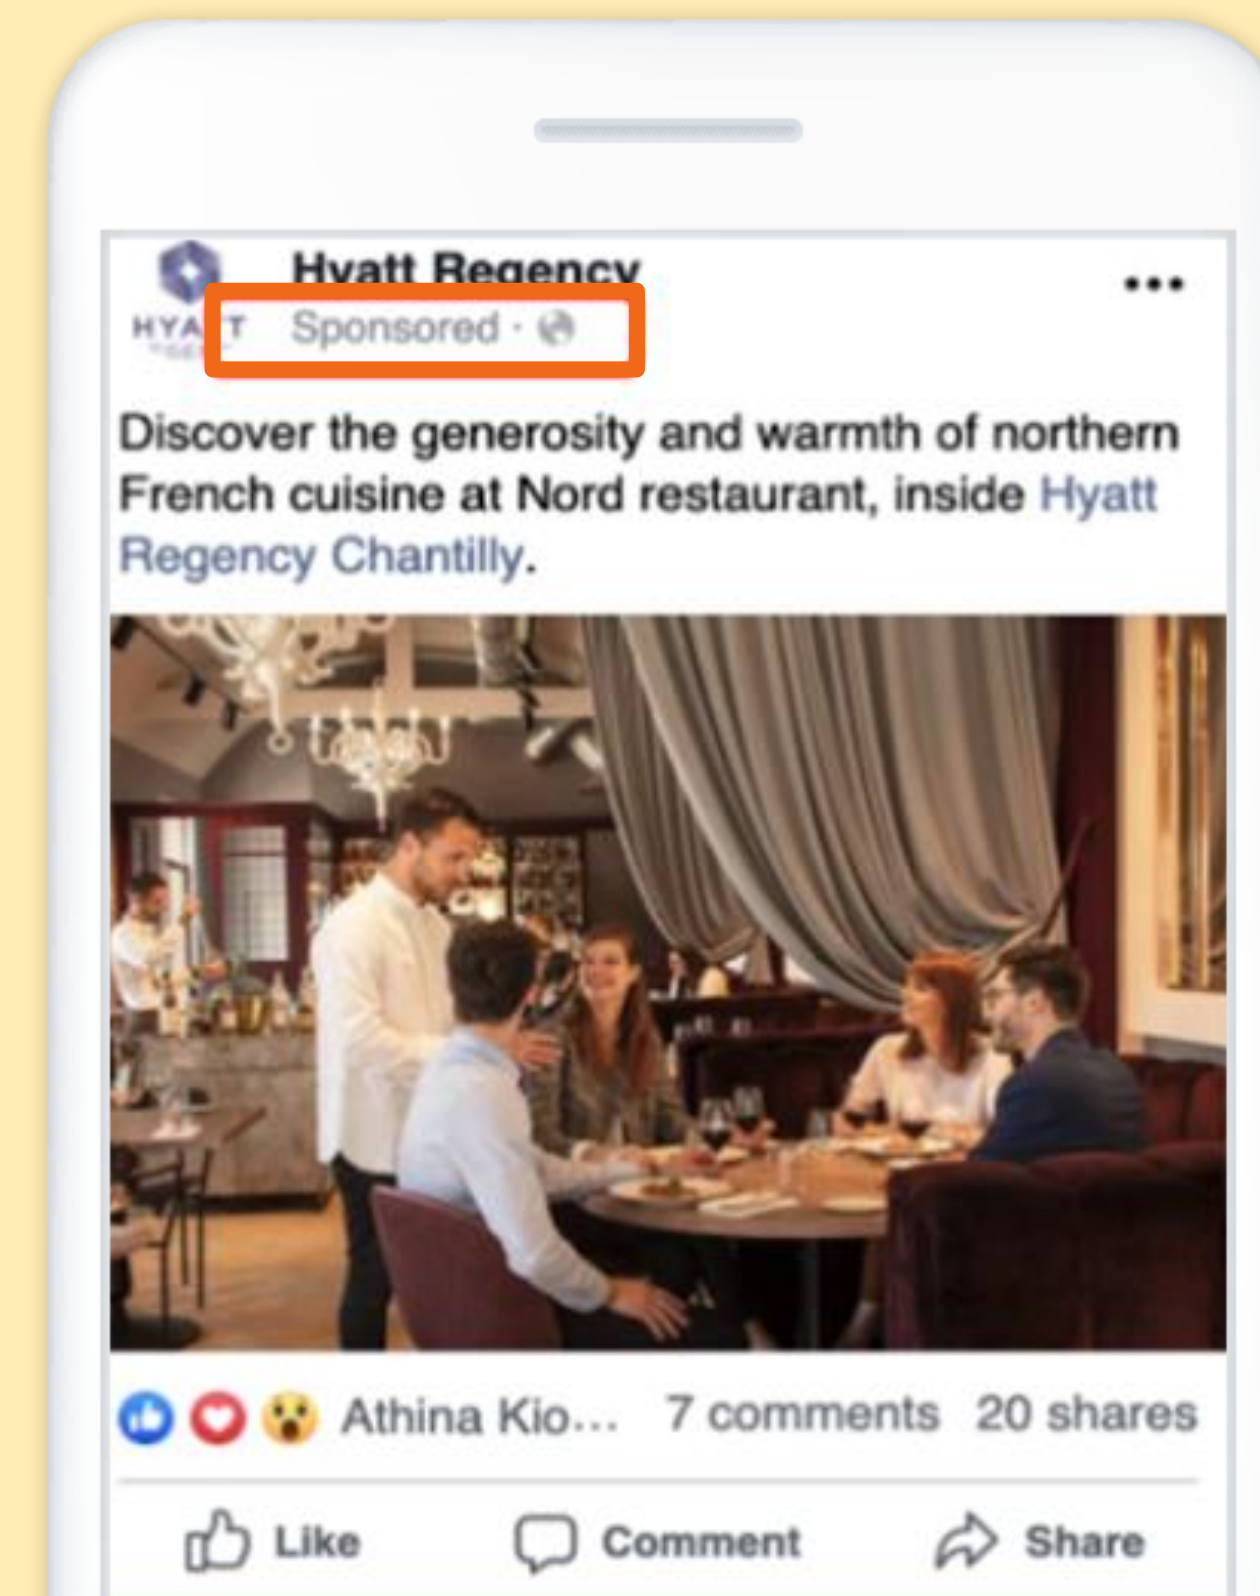 Hyatt Regency
HYATT
Sponsored ·
Discover the generosity and warmth of northern
French cuisine at Nord restaurant, inside Hyatt
Regency Chantilly.
Athina Kio... 7 comments 20 shares
Like Comment Share